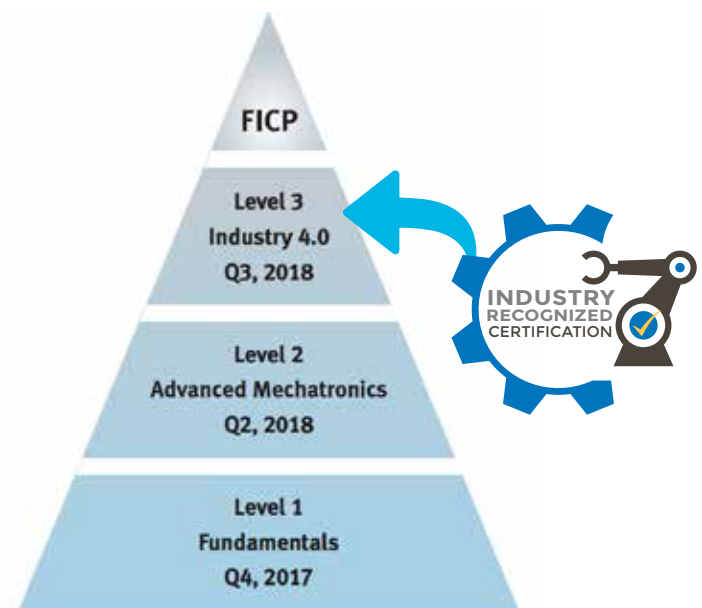 FICP
Level 3
Industry 4.0
Q3, 2018
INDUSTRY
RECOGNIZED
CERTIFICATION
Level 2
Advanced Mechatronics
Q2, 2018
Level 1
Fundamentals
Q4, 2017